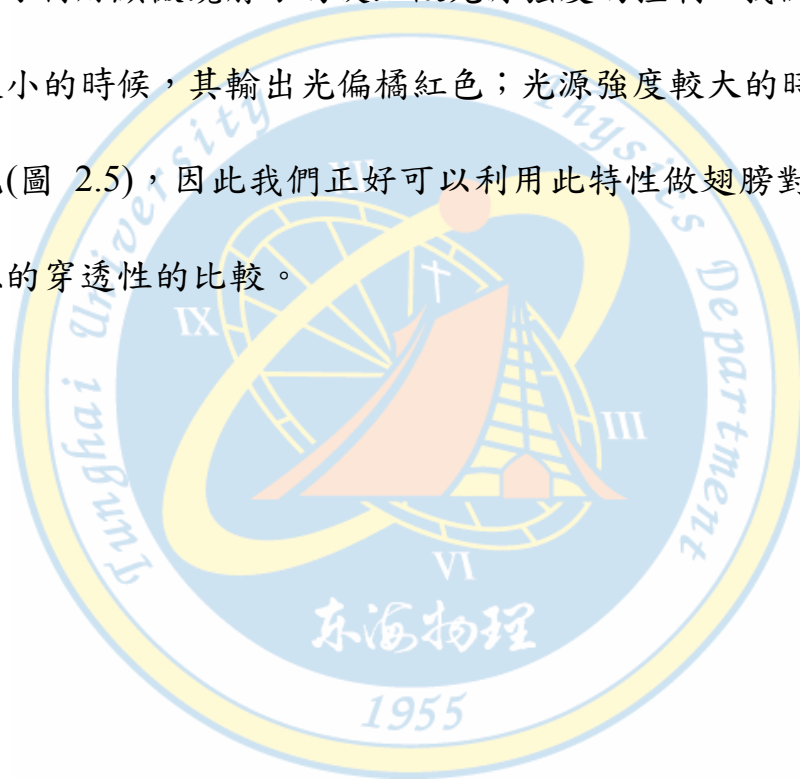 小的時候,其輸出光偏橘紅色;光源強度較大的時
(圖 2.5),因此我們正好可以利用此特性做翅膀對
的穿透性的比較。
Tunghai University Physics Department
XII
IX
III
VI
东海物理
1955